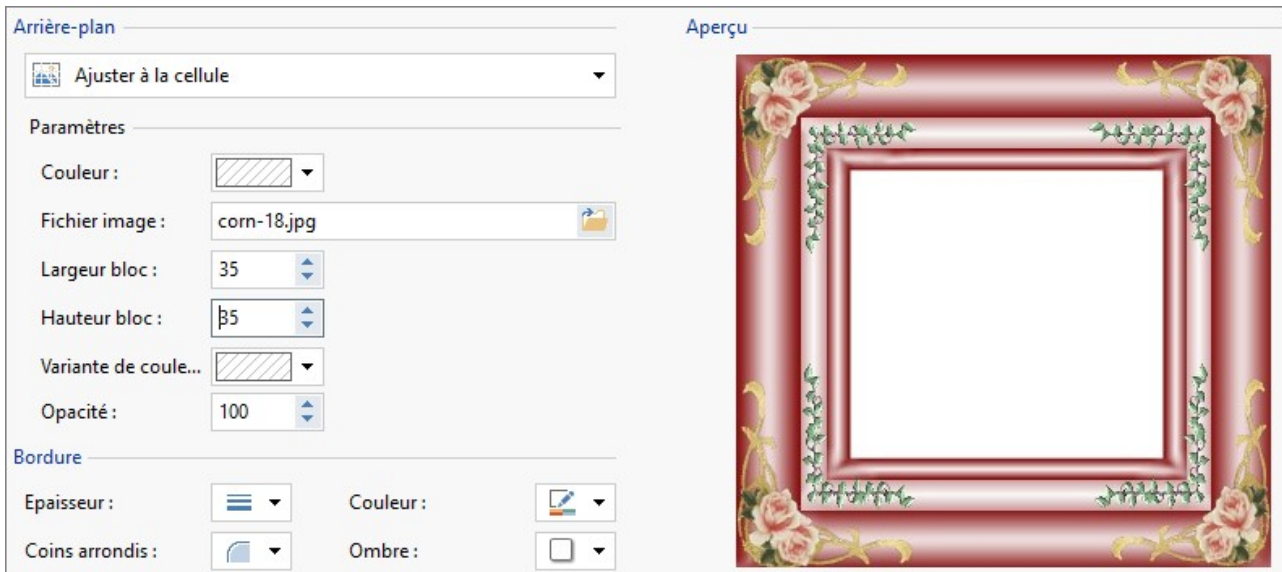 Arrière-plan
Aperçu
Ajuster à la cellule
Paramètres
Couleur :
Fichier image : corn-18.jpg
Largeur bloc : 35
Hauteur bloc : 35
Variante de coule...
Opacité : 100
Bordure
Epaisseur : Couleur :
Coins arrondis : Ombre :